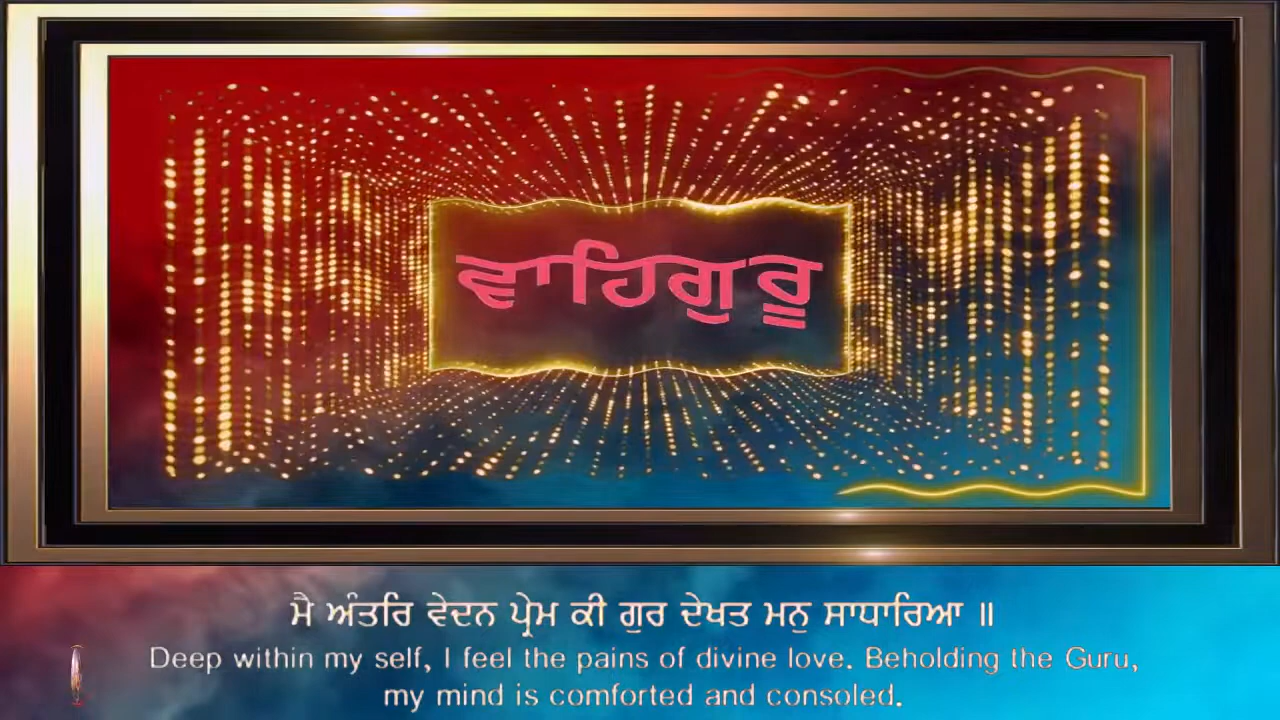 ਵਾਹਿਗੁਰੂ
ਮੈ ਅੰਤਰਿ ਵੇਦਨ ਪ੍ਰੇਮ ਕੀ ਗੁਰ ਦੇਖਤ ਮਨੁ ਸਾਧਾਰਿਆ ॥
Deep within my self, I feel the pains of divine love. Beholding the Guru,
my mind is comforted and consoled.